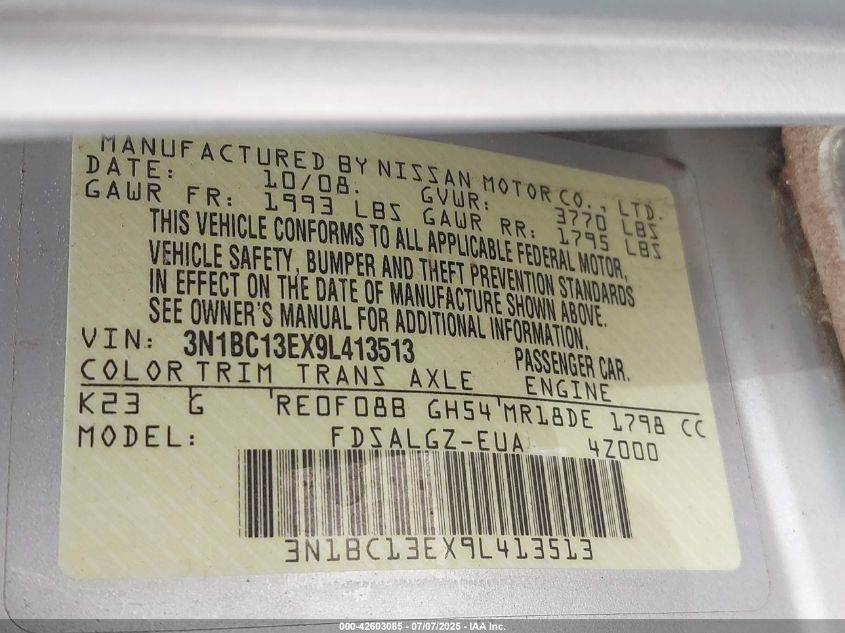 MANUFACTURED BY NISSAN MOTOR CO., LTD.
DATE: 10/08. GVWR: 3770 LBS
GAWR FR: 1993 LBS GAWR RR: 1795 LBS
THIS VEHICLE CONFORMS TO ALL APPLICABLE FEDERAL MOTOR,
VEHICLE SAFETY, BUMPER AND THEFT PREVENTION STANDARDS
IN EFFECT ON THE DATE OF MANUFACTURE SHOWN ABOVE.
SEE OWNER'S MANUAL FOR ADDITIONAL INFORMATION.
VIN: 3N1BC13EX9L413513 PASSENGER CAR.
COLOR TRIM TRANS AXLE ENGINE
K23 G RE0F08B GH54 MR18DE 1798 CC
MODEL: FDSALGZ-EUA 4Z000
3N1BC13EX9L413513
000-42603085 - 07/07/2025 - IAA Inc.